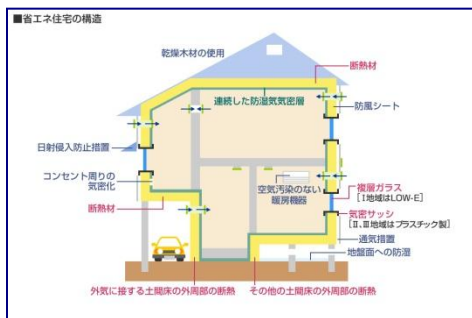 ■省エネ住宅の構造
乾燥木材の使用
断熱材
連続した防湿気気密層
防風シート
日射侵入防止措置
コンセント周りの
気密化
空気汚染のない
暖房機器
複層ガラス
[Ⅰ地域はLOW-E]
断熱材
気密サッシ
[Ⅱ、Ⅲ地域はプラスチック製]
通気措置
地盤面への防湿
外気に接する土間床の外周部の断熱
その他の土間床の外周部の断熱